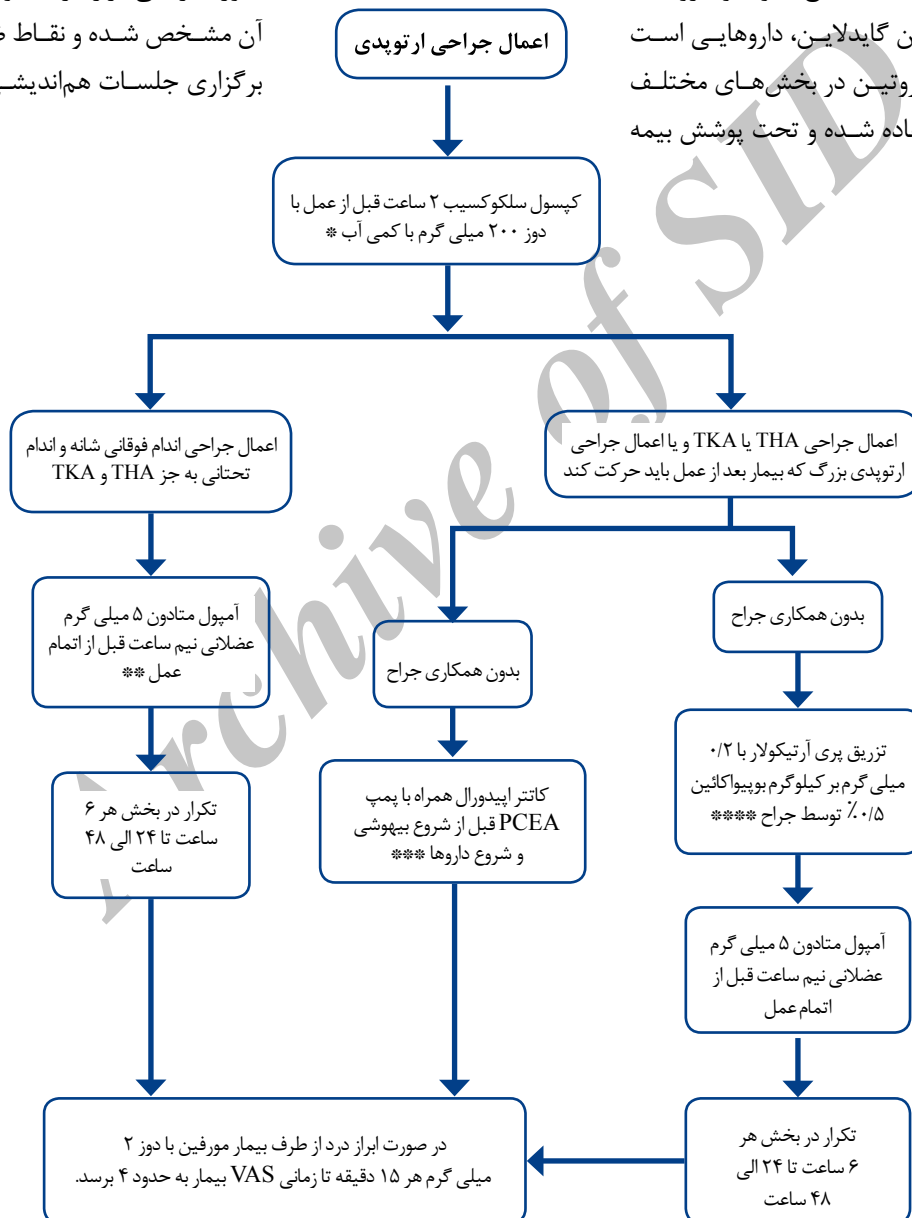 ن گایدلاین، داروهایی است
روتین در بخش‌های مختلف
اده شده و تحت پوشش بیمه
آن مشخص شده و نقاط
برگزاری جلسات هم‌اندیش
اعمال جراحی ارتوپدی
کپسول سلکوکسیب ۲ ساعت قبل از عمل با
دوز ۲۰۰ میلی گرم با کمی آب *
اعمال جراحی THA یا TKA و یا اعمال جراحی
ارتوپدی بزرگ که بیمار بعد از عمل باید حرکت کند
اعمال جراحی اندام فوقانی شانه و اندام
تحتانی به جز THA و TKA
بدون همکاری جراح
تزریق پری آرتیکولار با ۰/۲
میلی گرم بر کیلوگرم بوپیواکائین
۰/۵٪ توسط جراح ****
آمپول متادون ۵ میلی گرم
عضلانی نیم ساعت قبل از
اتمام عمل
تکرار در بخش هر
۶ ساعت تا ۲۴ الی
۴۸ ساعت
بدون همکاری جراح
کاتتر اپیدورال همراه با پمپ
PCEA قبل از شروع بیهوشی
و شروع داروها ***
آمپول متادون ۵ میلی گرم
عضلانی نیم ساعت قبل از اتمام
عمل **
تکرار در بخش هر ۶
ساعت تا ۲۴ الی ۴۸
ساعت
در صورت ابراز درد از طرف بیمار مورفین با دوز ۲
میلی گرم هر ۱۵ دقیقه تا زمانی VAS بیمار به حدود ۴ برسد.
Archive of SID